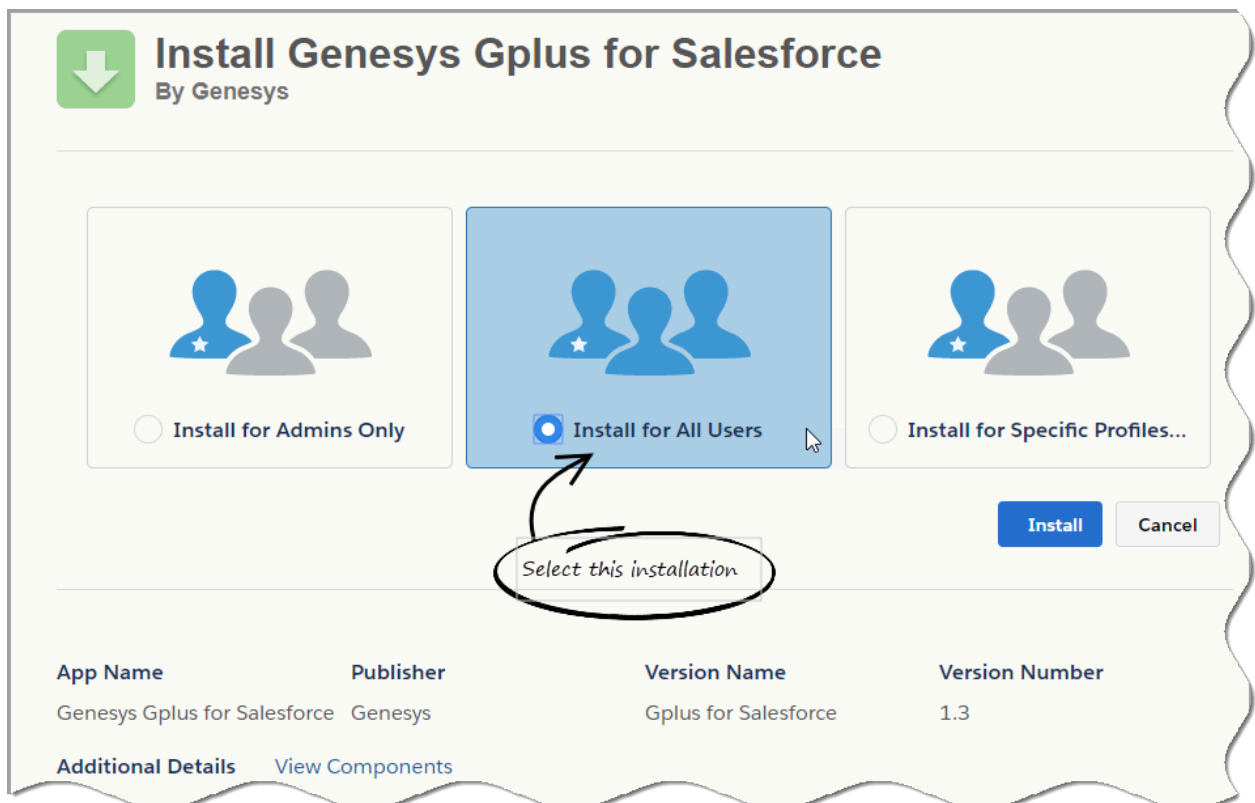 Install Genesys Gplus for Salesforce
By Genesys
Install for Admins Only
Install for All Users
Install for Specific Profiles...
Install
Cancel
Select this installation
App Name
Publisher
Version Name
Version Number
Genesys Gplus for Salesforce
Genesys
Gplus for Salesforce
1.3
Additional Details
View Components